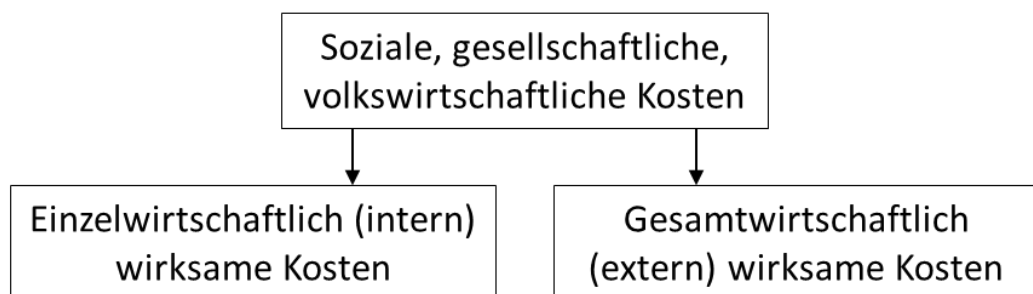 Soziale, gesellschaftliche,
volkswirtschaftliche Kosten
Einzelwirtschaftlich (intern)
wirksame Kosten
Gesamtwirtschaftlich
(extern) wirksame Kosten